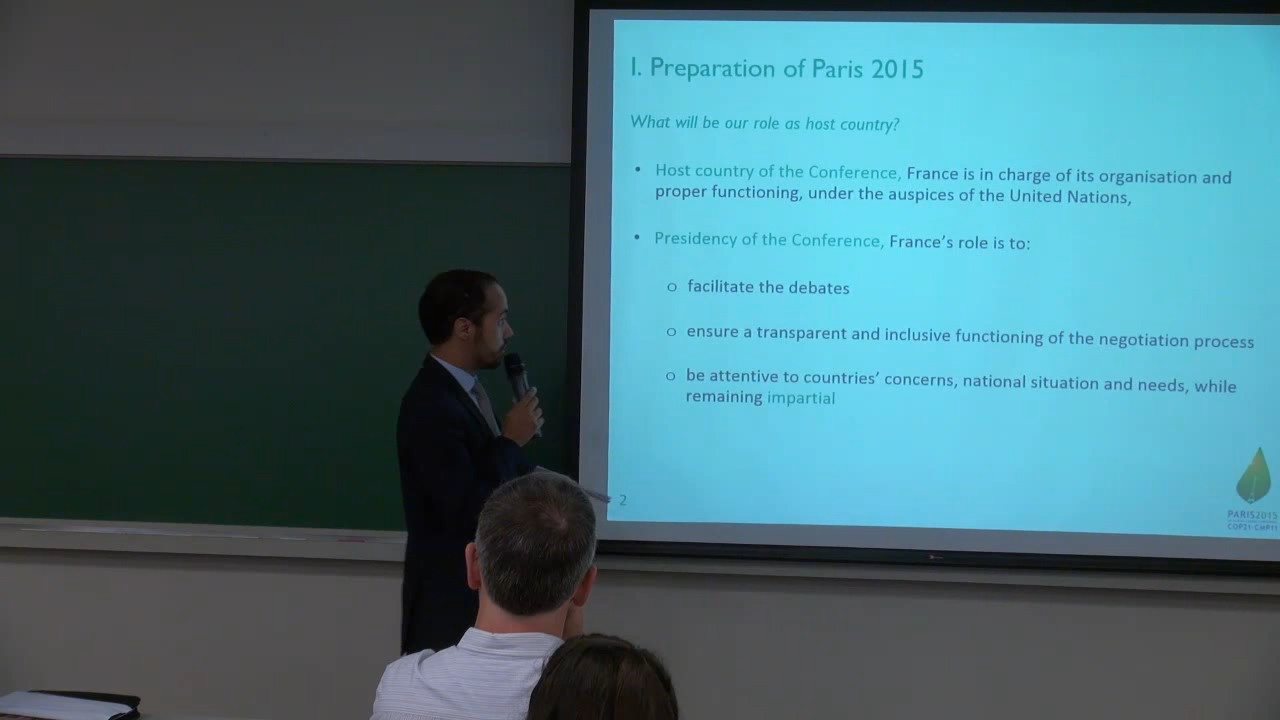 I. Preparation of Paris 2015
What will be our role as host country?
• Host country of the Conference, France is in charge of its organisation and
proper functioning, under the auspices of the United Nations,
• Presidency of the Conference, France's role is to:
o facilitate the debates
o ensure a transparent and inclusive functioning of the negotiation process
o be attentive to countries' concerns, national situation and needs, while
remaining impartial
2
PARIS2015
COP21·CMP11